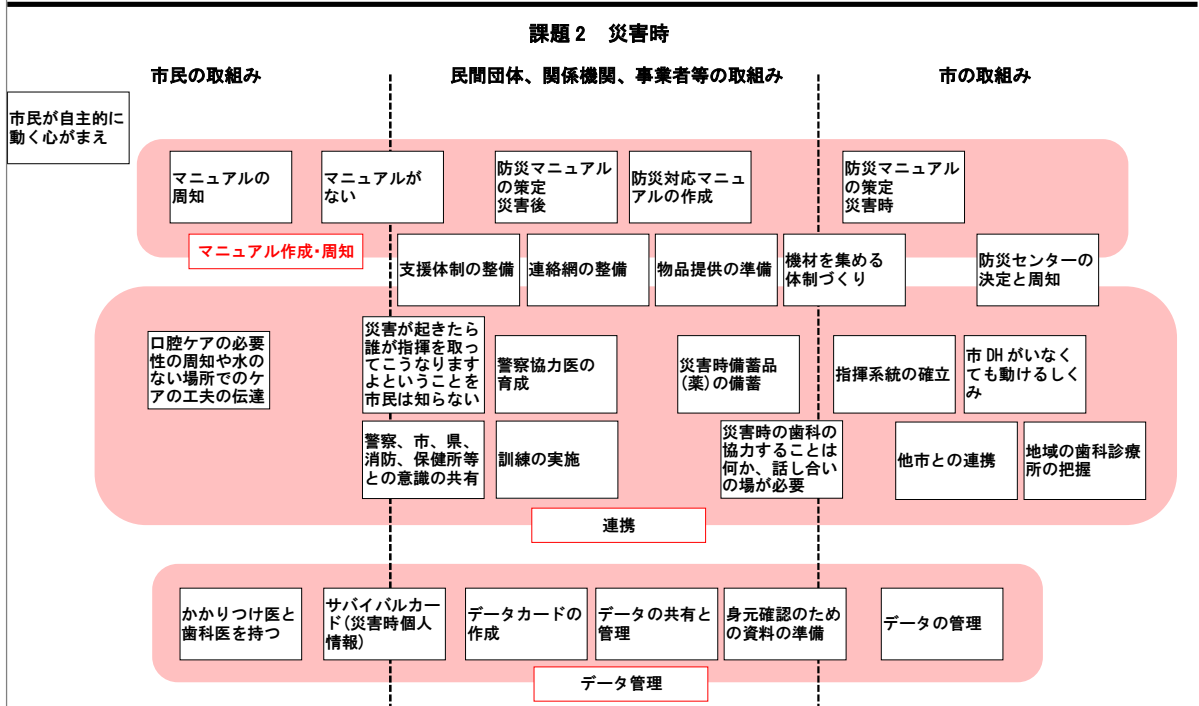 課題2 災害時
市民の取組み
民間団体、関係機関、事業者等の取組み
市の取組み
市民が自主的に
動く心がまえ
マニュアルの
周知
マニュアルが
ない
防災マニュアル
の策定
災害後
防災対応マニュ
アルの作成
防災マニュアル
の策定
災害時
マニュアル作成・周知
支援体制の整備
連絡網の整備
物品提供の準備
機材を集める
体制づくり
防災センターの
決定と周知
口腔ケアの必要
性の周知や水の
ない場所でのケ
アの工夫の伝達
災害が起きたら
誰が指揮を取っ
てこうなります
よということを
市民は知らない
警察協力医の
育成
災害時備蓄品
(薬)の備蓄
指揮系統の確立
市DHがいなく
ても動けるしく
み
警察、市、県、
消防、保健所等
との意識の共有
訓練の実施
災害時の歯科の
協力することは
何か、話し合い
の場が必要
他市との連携
地域の歯科診療
所の把握
連携
かかりつけ医と
歯科医を持つ
サバイバルカー
ド(災害時個人
情報)
データカードの
作成
データの共有と
管理
身元確認のため
の資料の準備
データの管理
データ管理